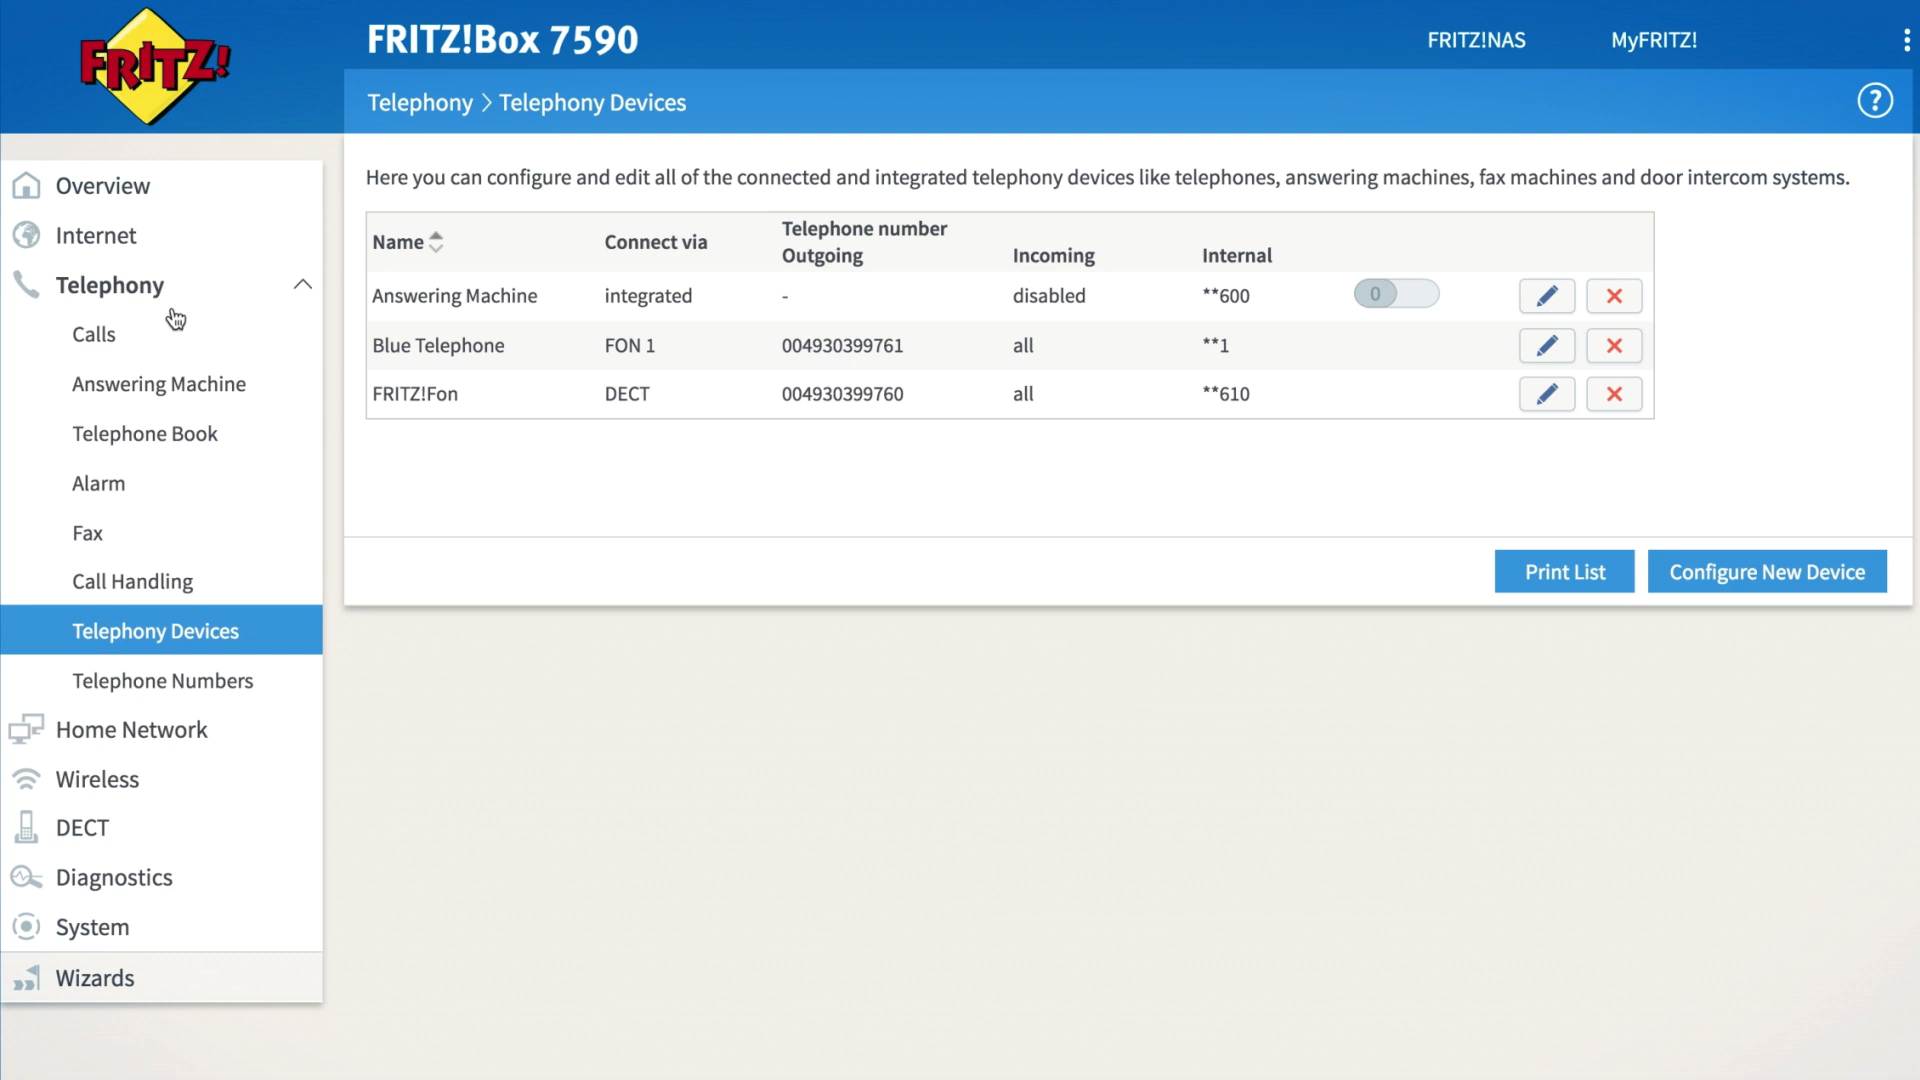 FRITZ!
FRITZ!Box 7590
FRITZ!NAS
MyFRITZ!
Telephony > Telephony Devices
?
Overview
Internet
Telephony
Calls
Answering Machine
Telephone Book
Alarm
Fax
Call Handling
Telephony Devices
Telephone Numbers
Home Network
Wireless
DECT
Diagnostics
System
Wizards
Here you can configure and edit all of the connected and integrated telephony devices like telephones, answering machines, fax machines and door intercom systems.
Name Connect via Telephone number Outgoing Incoming Internal
Answering Machine integrated - disabled **600 0
Blue Telephone FON 1 004930399761 all **1
FRITZ!Fon DECT 004930399760 all **610
Print List Configure New Device